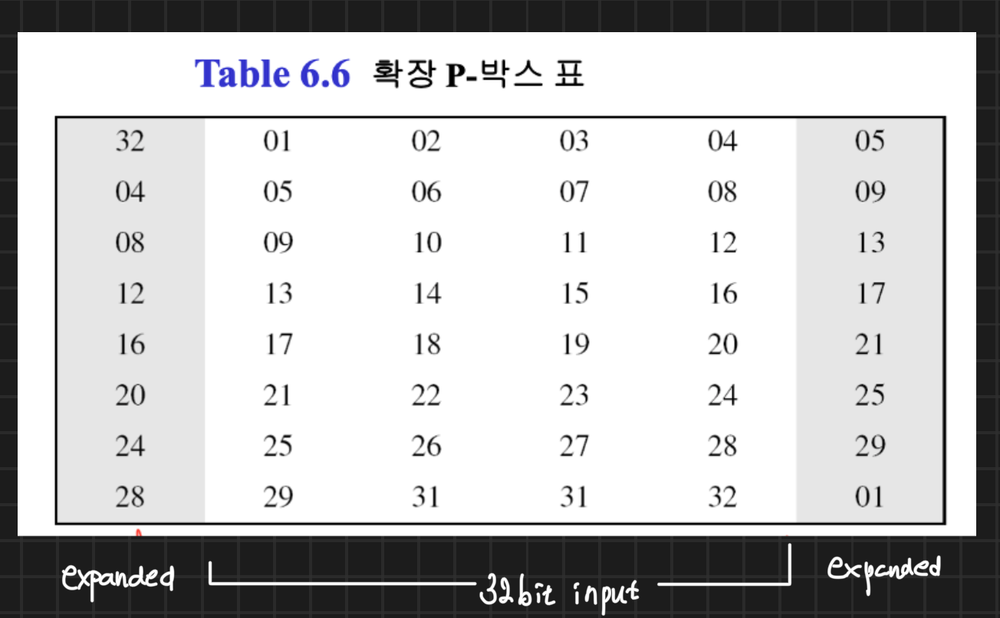 Table 6.6 확장 P-박스 표
32 01 02 03 04 05
04 05 06 07 08 09
08 09 10 11 12 13
12 13 14 15 16 17
16 17 18 19 20 21
20 21 22 23 24 25
24 25 26 27 28 29
28 29 31 31 32 01
expanded 32bit input expanded